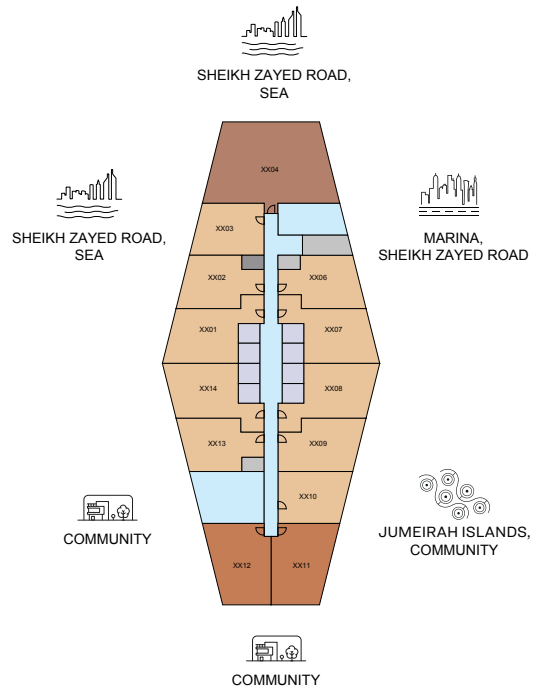 SHEIKH ZAYED ROAD,
SEA
XX04
SHEIKH ZAYED ROAD,
SEA
XX03
MARINA,
SHEIKH ZAYED ROAD
XX02
XX06
XX01
XX07
XX14
XX08
XX13
XX09
XX10
COMMUNITY
JUMEIRAH ISLANDS,
COMMUNITY
XX12
XX11
COMMUNITY